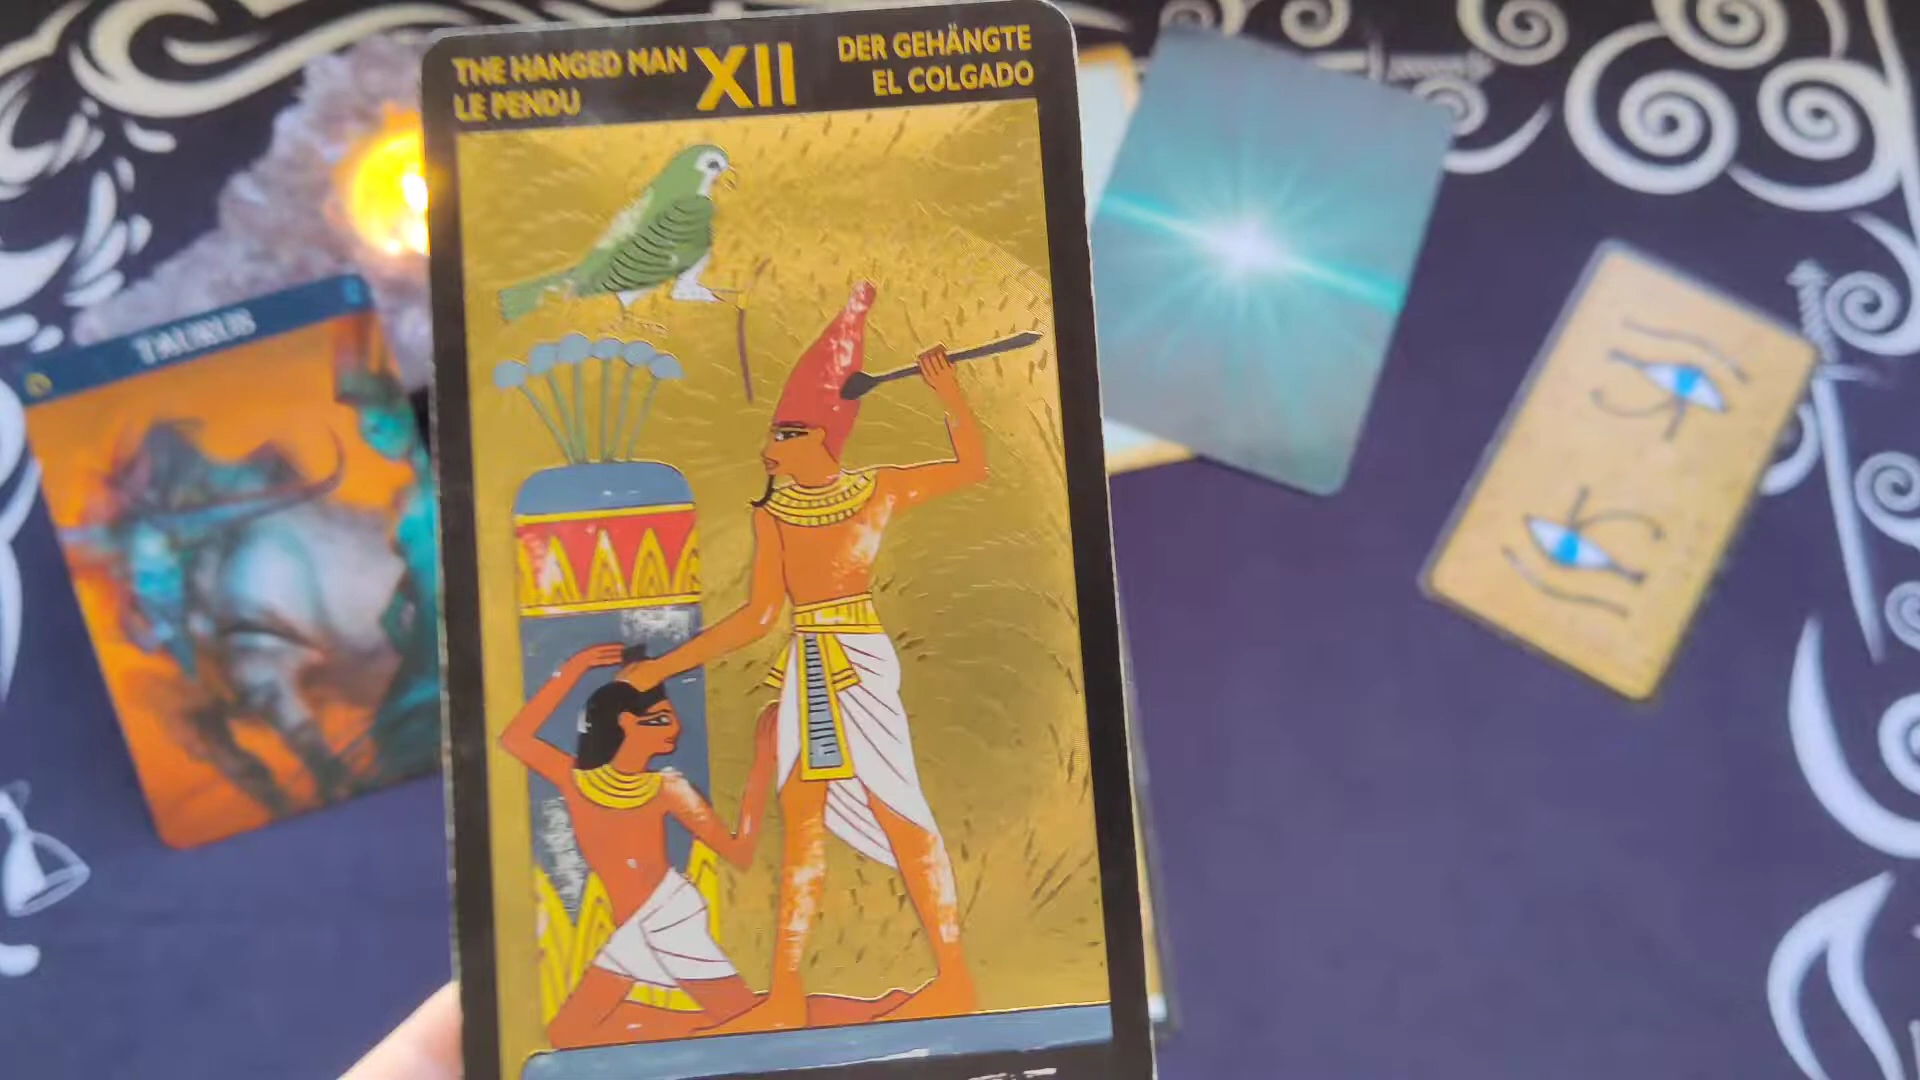 THE HANGED MAN
LE PENDU
XII
DER GEHÄNGTE
EL COLGADO
TAURUS